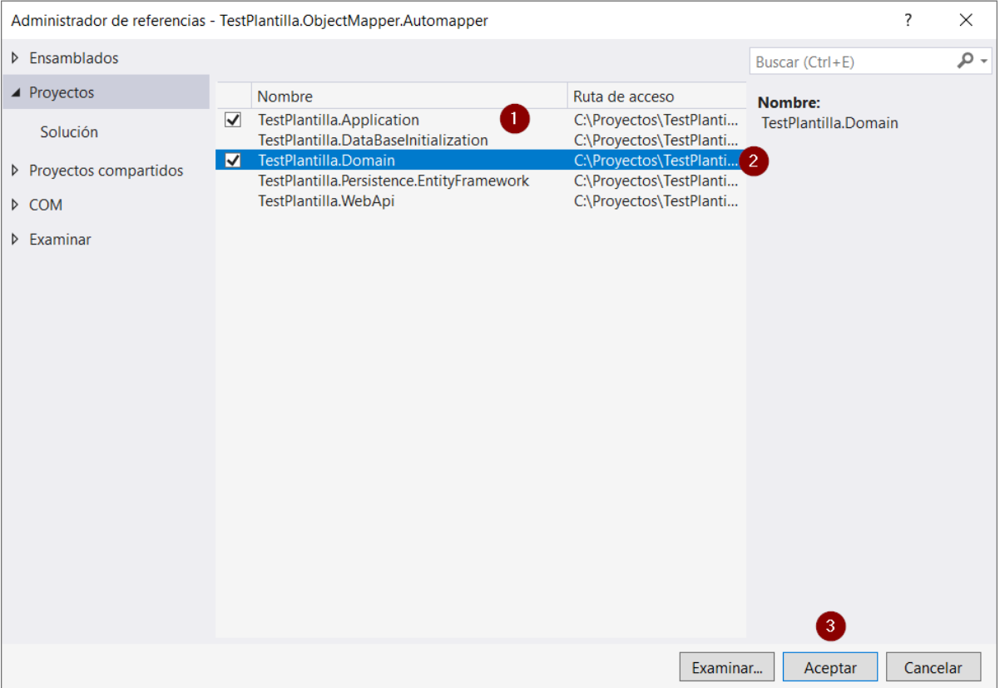 Administrador de referencias - TestPlantilla.ObjectMapper.Automapper ?
Ensamblados
Proyectos
Solución
Proyectos compartidos
COM
Examinar
Nombre Ruta de acceso
TestPlantilla.Application 1 C:\Proyectos\TestPlanti...
TestPlantilla.DataBaseInitialization C:\Proyectos\TestPlanti...
TestPlantilla.Domain C:\Proyectos\TestPlanti... 2
TestPlantilla.Persistence.EntityFramework C:\Proyectos\TestPlanti...
TestPlantilla.WebApi C:\Proyectos\TestPlanti...
Buscar (Ctrl+E)
Nombre:
TestPlantilla.Domain
3
Examinar... Aceptar Cancelar